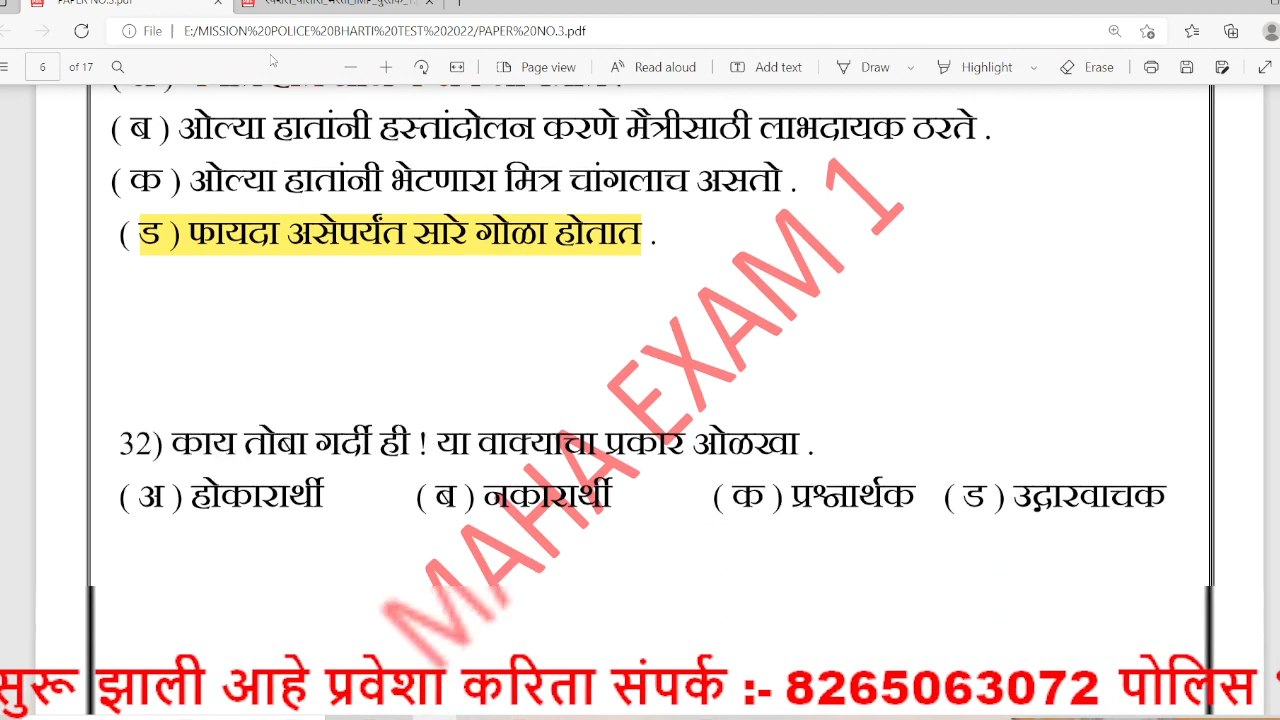 PAPER NO.3.pdf
File E:/MISSION%20POLICE%20BHARTI%20TEST%202022/PAPER%20NO.3.pdf
6 of 17 Page view Read aloud Add text Draw Highlight Erase
( ब ) ओल्या हातांनी हस्तांदोलन करणे मैत्रीसाठी लाभदायक ठरते .
( क ) ओल्या हातांनी भेटणारा मित्र चांगलाच असतो .
( ड ) फायदा असेपर्यंत सारे गोळा होतात .
MAHA EXAM 1
32) काय तोबा गर्दी ही ! या वाक्याचा प्रकार ओळखा .
( अ ) होकारार्थी ( ब ) नकारार्थी ( क ) प्रश्नार्थक ( ड ) उद्गारवाचक
सुरू झाली आहे प्रवेशा करिता संपर्क :- 8265063072 पोलिस